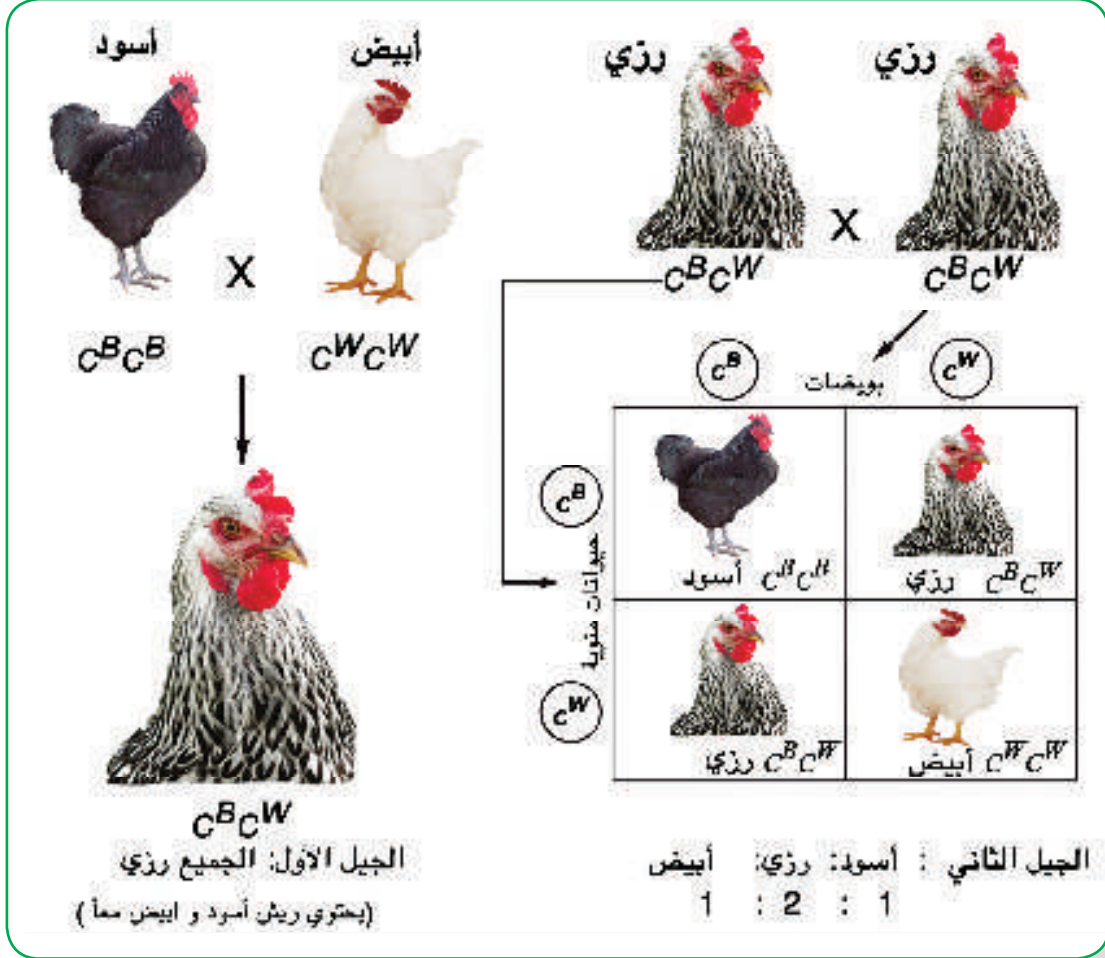 أسود
أبيض
X
C^B C^B
C^W C^W
C^B C^W
الجيل الاول: الجميع رزي
(يحتوي ريش أسود و ابيض معاً)
رزي
رزي
X
C^B C^W
C^B C^W
بويضات
C^B
C^W
حيوانات منوية
C^B
C^W
أسود C^B C^B
رزي C^B C^W
رزي C^B C^W
أبيض C^W C^W
الجيل الثاني : أسود: رزي: أبيض
1 : 2 : 1